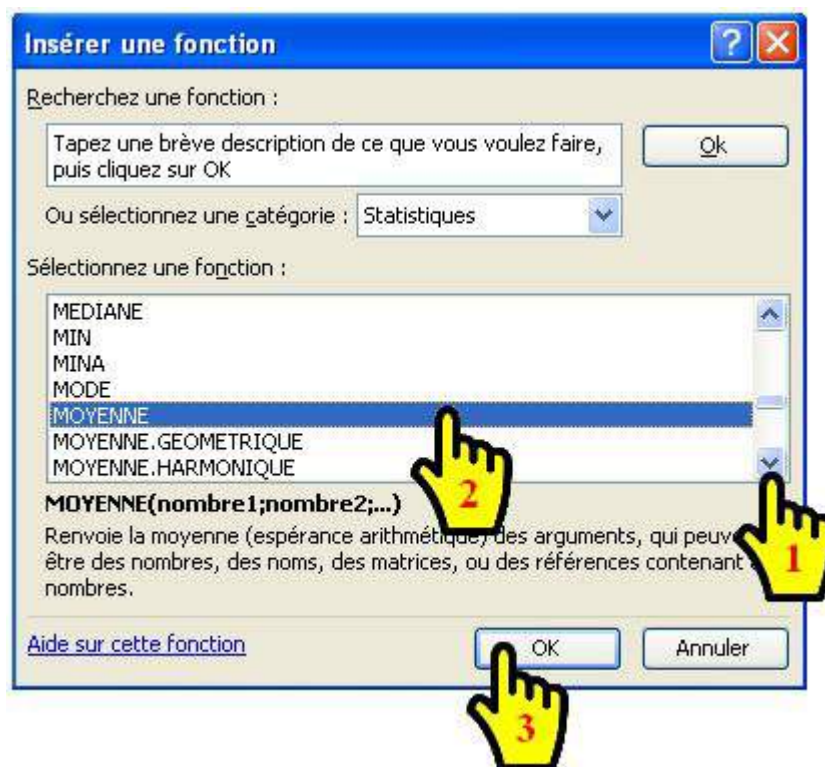 Insérer une fonction
Recherchez une fonction :
Tapez une brève description de ce que vous voulez faire,
puis cliquez sur OK
Ok
Ou sélectionnez une catégorie : Statistiques
Sélectionnez une fonction :
MEDIANE
MIN
MINA
MODE
MOYENNE
MOYENNE.GEOMETRIQUE
MOYENNE.HARMONIQUE
2
1
MOYENNE(nombre1;nombre2;...)
Renvoie la moyenne (espérance arithmétique) des arguments, qui
être des nombres, des noms, des matrices, ou des références contenant
nombres.
Aide sur cette fonction
OK
Annuler
3